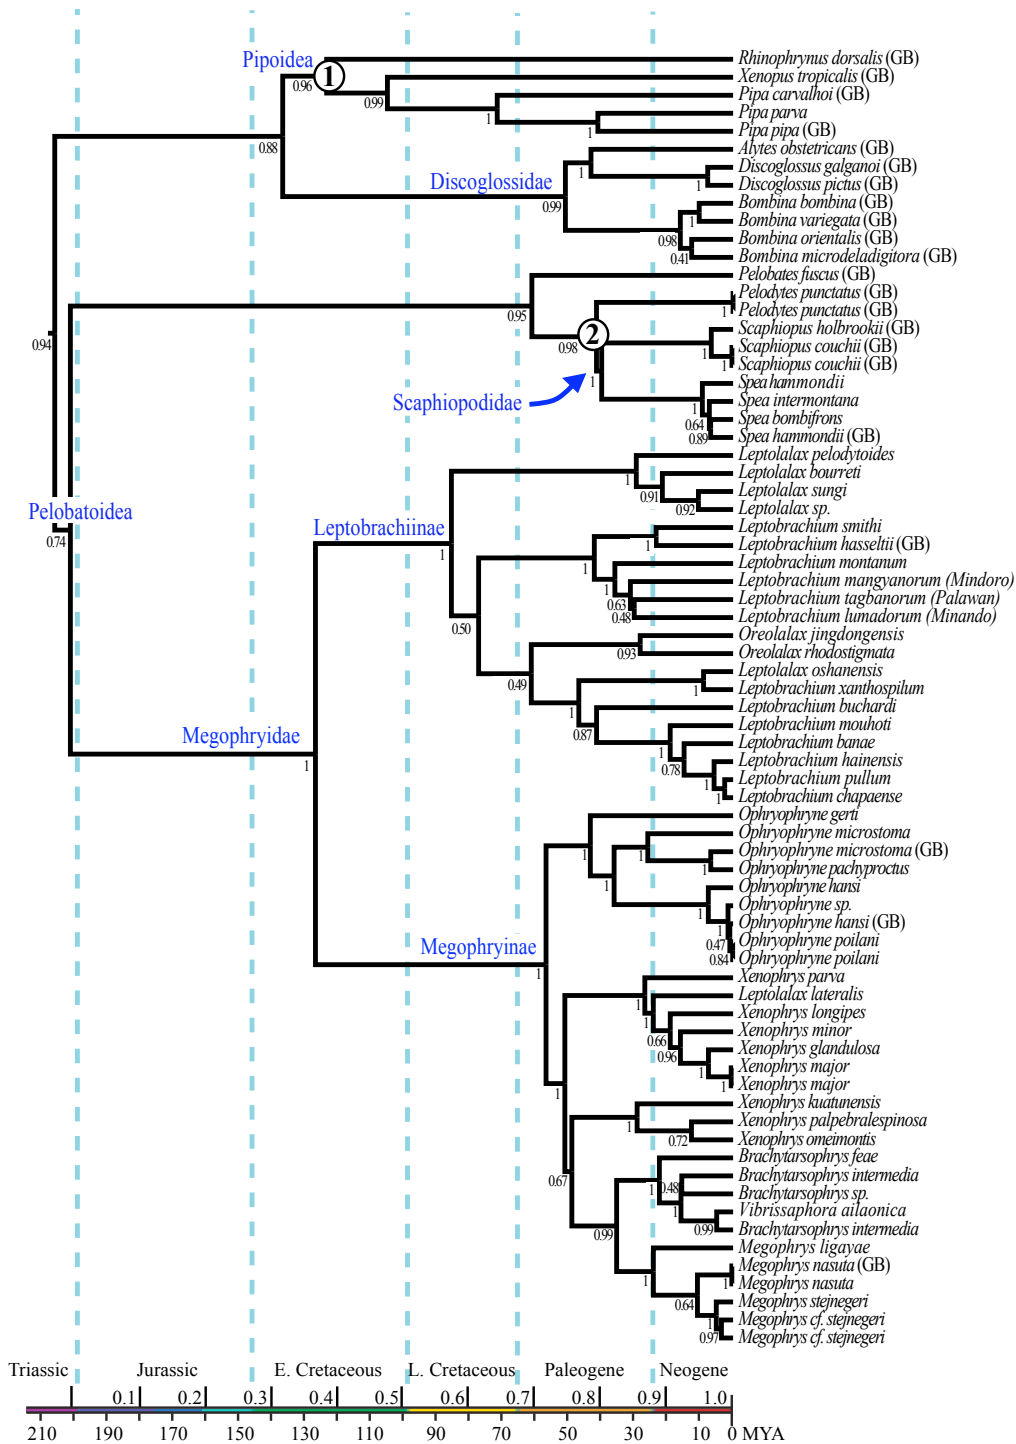 Pipoidea
1
0.96
0.99
1
1
0.88
Rhinophrynus dorsalis (GB)
Xenopus tropicalis (GB)
Pipa carvalhoi (GB)
Pipa parva
Pipa pipa (GB)
Alytes obstetricans (GB)
Discoglossus galganoi (GB)
Discoglossus pictus (GB)
Bombina bombina (GB)
Bombina variegata (GB)
Bombina orientalis (GB)
Bombina microdeladigitora (GB)
Discoglossidae
0.99
1
1
1
0.98
0.41
Pelobates fuscus (GB)
Pelodytes punctatus (GB)
Pelodytes punctatus (GB)
Scaphiopus holbrookii (GB)
Scaphiopus couchii (GB)
Scaphiopus couchii (GB)
Spea hammondii
Spea intermontana
Spea bombifrons
Spea hammondii (GB)
0.95
1
2
0.98
0.94
1
1
1
Scaphiopodidae
1
0.64
0.89
Pelobatoidea
0.74
Leptolalax pelodytoides
Leptolalax bourreti
Leptolalax sungi
Leptolalax sp.
1
0.91
0.92
Leptobrachiinae
1
Leptobrachium smithi
Leptobrachium hasseltii (GB)
Leptobrachium montanum
Leptobrachium mangyanorum (Mindoro)
Leptobrachium tagbanorum (Palawan)
Leptobrachium lumadorum (Minando)
1
1
1
0.63
0.48
0.50
Oreolalax jingdongensis
Oreolalax rhodostigmata
0.93
0.49
Leptolalax oshanensis
Leptobrachium xanthospilum
Leptobrachium buchardi
Leptobrachium mouhoti
Leptobrachium banae
Leptobrachium hainensis
Leptobrachium pullum
Leptobrachium chapaense
1
1
0.87
1
0.78
1
1
Megophryidae
1
Ophryophryne gerti
Ophryophryne microstoma
Ophryophryne microstoma (GB)
Ophryophryne pachyproctus
Ophryophryne hansi
Ophryophryne sp.
Ophryophryne hansi (GB)
Ophryophryne poilani
Ophryophryne poilani
1
1
1
1
1
1
0.47
0.84
Megophryinae
1
Xenophrys parva
Leptolalax lateralis
Xenophrys longipes
Xenophrys minor
Xenophrys glandulosa
Xenophrys major
Xenophrys major
1
1
0.66
0.96
1
1
1
Xenophrys kuatunensis
Xenophrys palpebralespinosa
Xenophrys omeimontis
1
0.72
0.67
Brachytarsophrys feae
Brachytarsophrys intermedia
Brachytarsophrys sp.
Vibrissaphora ailaonica
Brachytarsophrys intermedia
1
0.48
1
0.99
0.99
Megophrys ligayae
Megophrys nasuta (GB)
Megophrys nasuta
Megophrys stejnegeri
Megophrys cf. stejnegeri
Megophrys cf. stejnegeri
1
1
0.64
1
0.97
Triassic Jurassic E. Cretaceous L. Cretaceous Paleogene Neogene
0.1 0.2 0.3 0.4 0.5 0.6 0.7 0.8 0.9 1.0
210 190 170 150 130 110 90 70 50 30 10 0 MYA